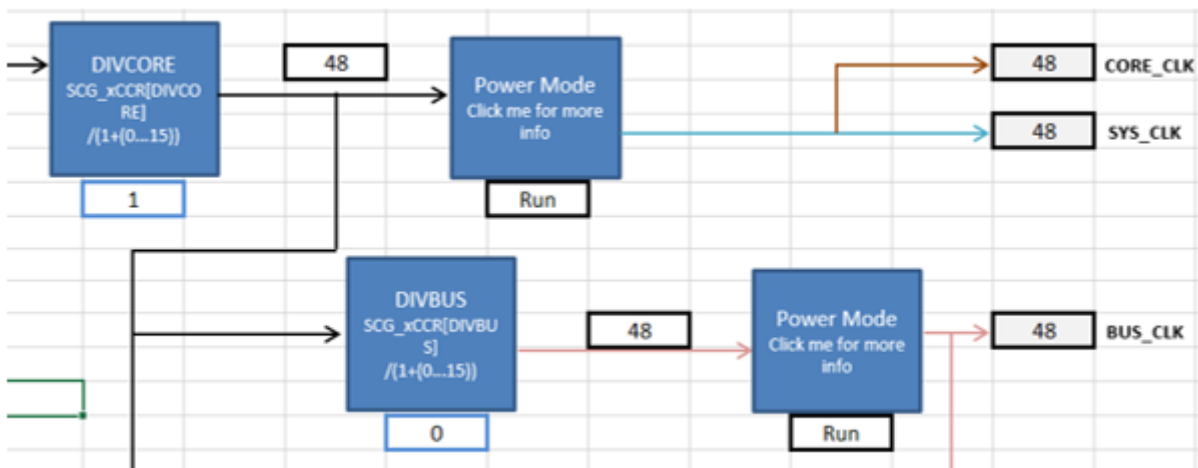 DIVCORE
SCG_xCCR[DIVCO
RE]
/(1+(0...15))
1
48
Power Mode
Click me for more
info
Run
48
CORE_CLK
48
SYS_CLK
DIVBUS
SCG_xCCR[DIVBU
S]
/(1+(0...15))
0
48
Power Mode
Click me for more
info
Run
48
BUS_CLK